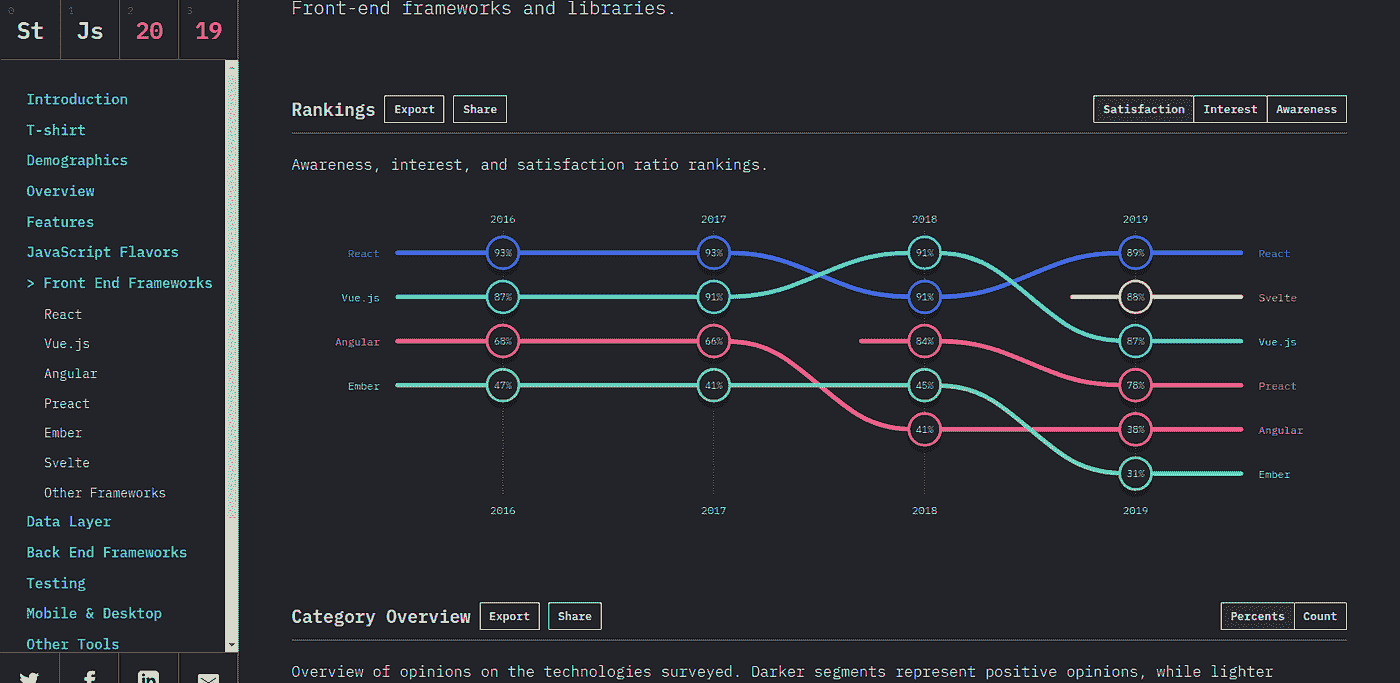 0 1 2 3
St Js 20 19
Introduction
T-shirt
Demographics
Overview
Features
JavaScript Flavors
> Front End Frameworks
React
Vue.js
Angular
Preact
Ember
Svelte
Other Frameworks
Data Layer
Back End Frameworks
Testing
Mobile & Desktop
Other Tools
Front-end frameworks and libraries.
Rankings Export Share Satisfaction Interest Awareness
Awareness, interest, and satisfaction ratio rankings.
2016 2017 2018 2019
React 93% 93% 91% 89% React
Vue.js 87% 91% 91% 88% Svelte
Angular 68% 66% 84% 87% Vue.js
Ember 47% 41% 45% 78% Preact
41% 38% Angular
31% Ember
2016 2017 2018 2019
Category Overview Export Share Percents Count
Overview of opinions on the technologies surveyed. Darker segments represent positive opinions, while lighter